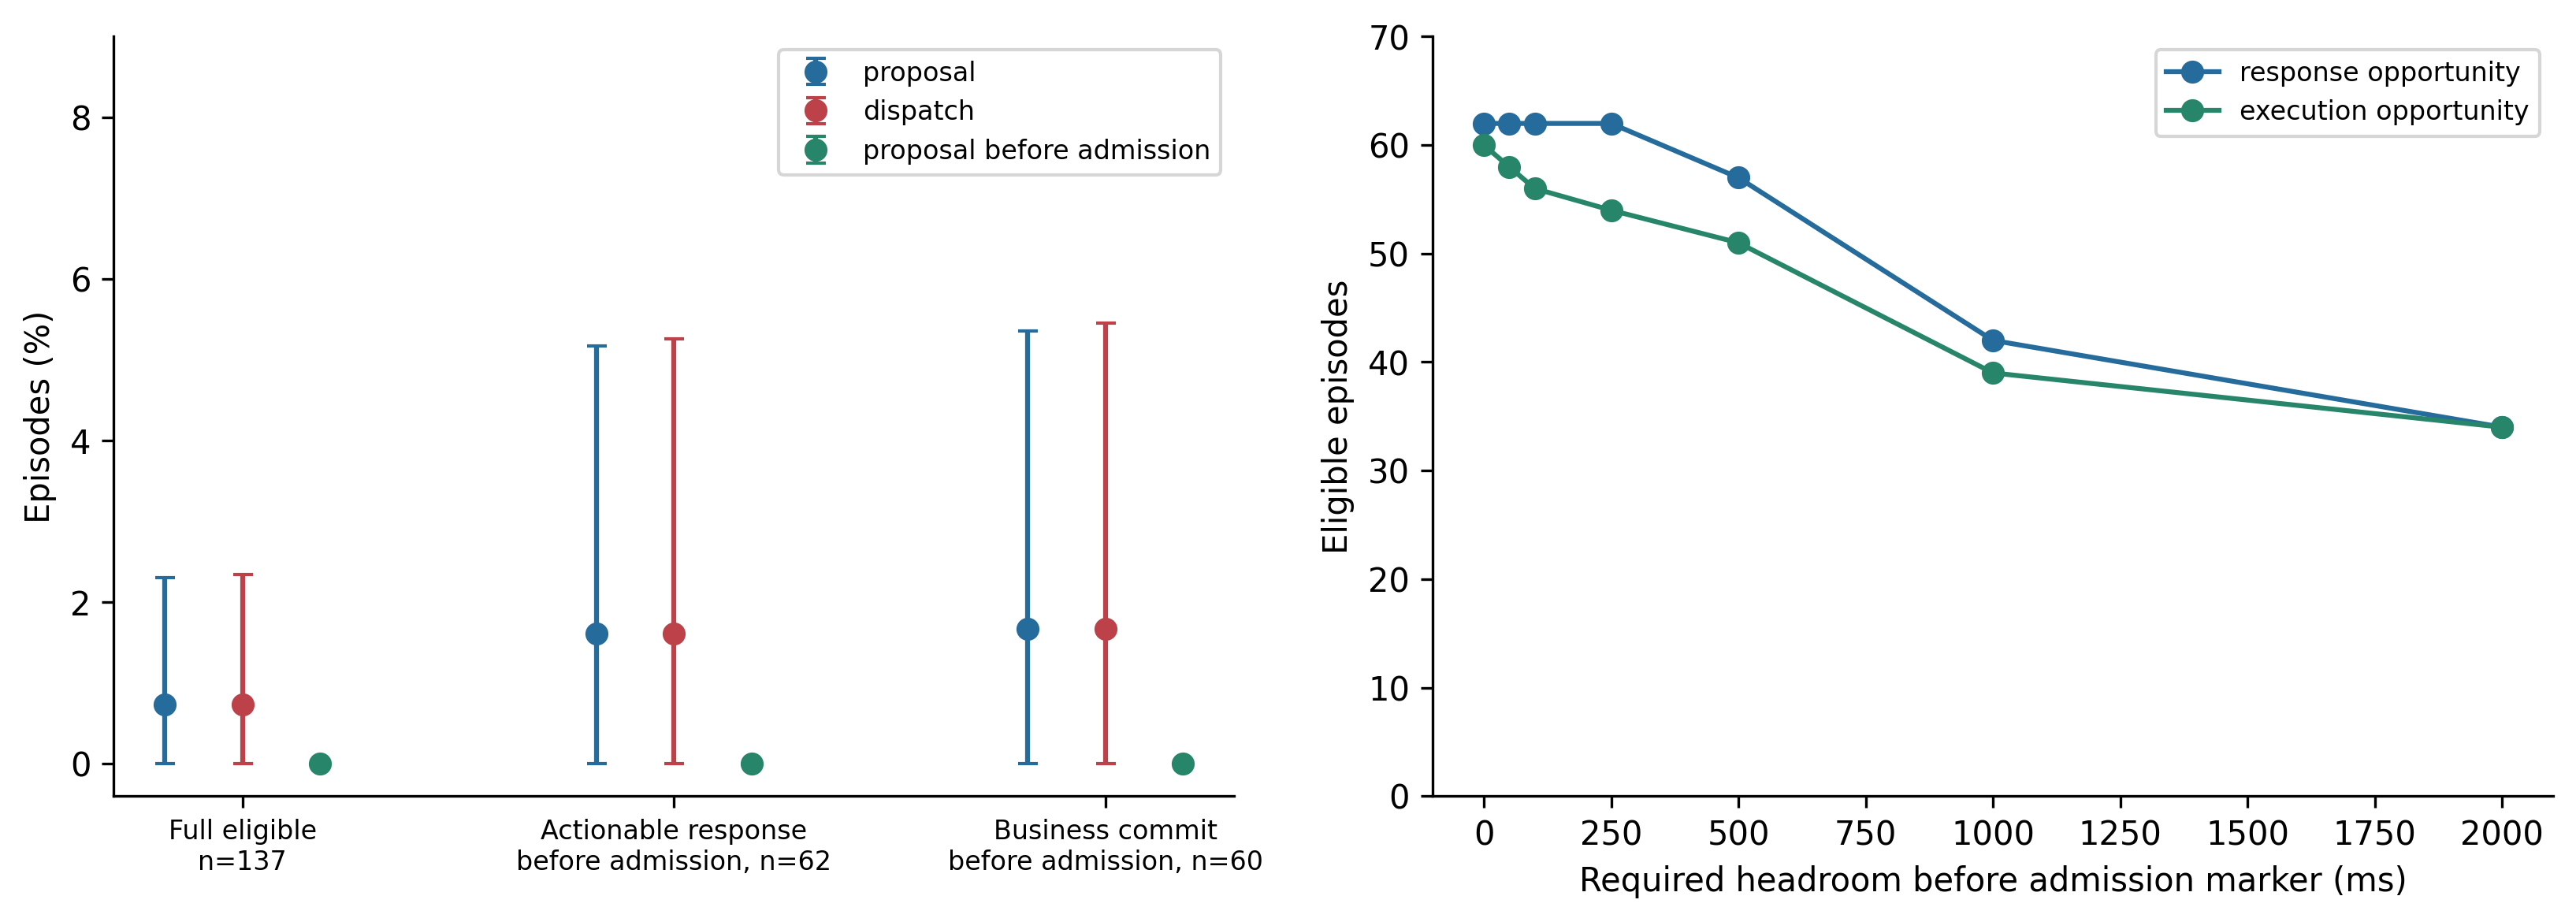 proposal
dispatch
proposal before admission
Episodes (%)
8
6
4
2
0
Full eligible
n=137
Actionable response
before admission, n=62
Business commit
before admission, n=60
response opportunity
execution opportunity
Eligible episodes
70
60
50
40
30
20
10
0
0 250 500 750 1000 1250 1500 1750 2000
Required headroom before admission marker (ms)